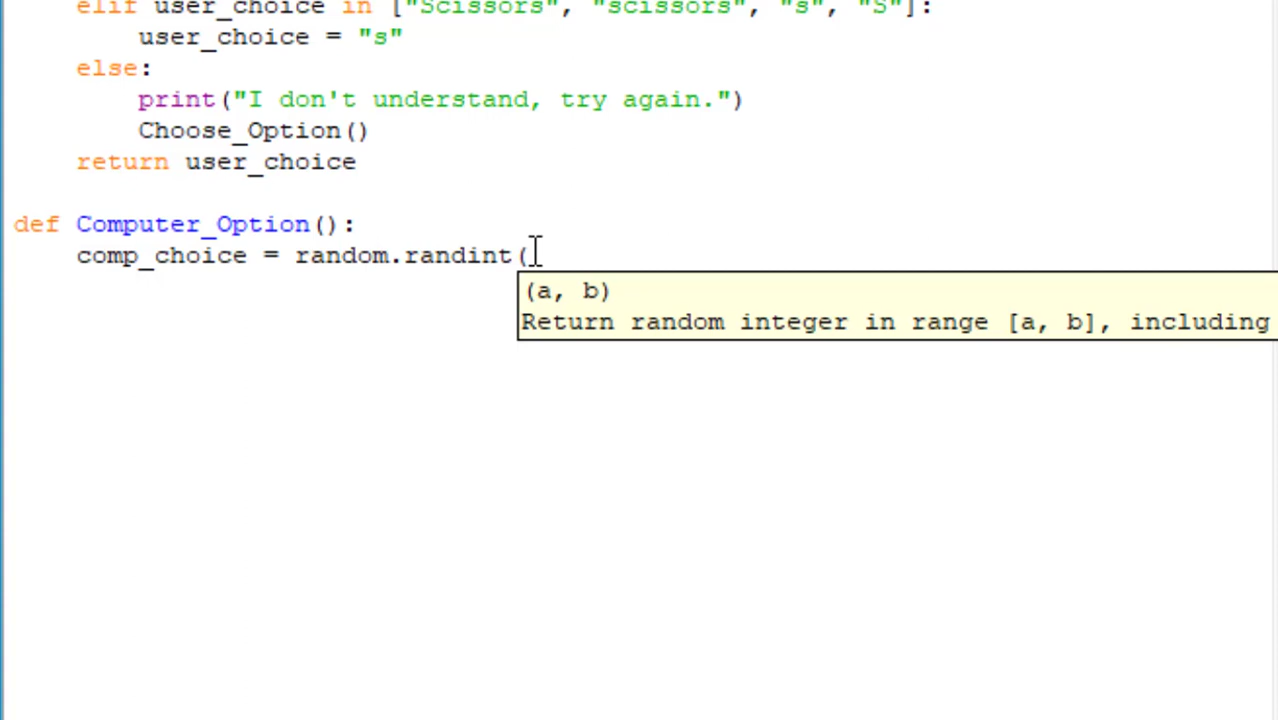 elif user_choice in ["Scissors", "scissors", "s", "S"]:
user_choice = "s"
else:
print("I don't understand, try again.")
Choose_Option()
return user_choice
def Computer_Option():
comp_choice = random.randint(
(a, b)
Return random integer in range [a, b], including